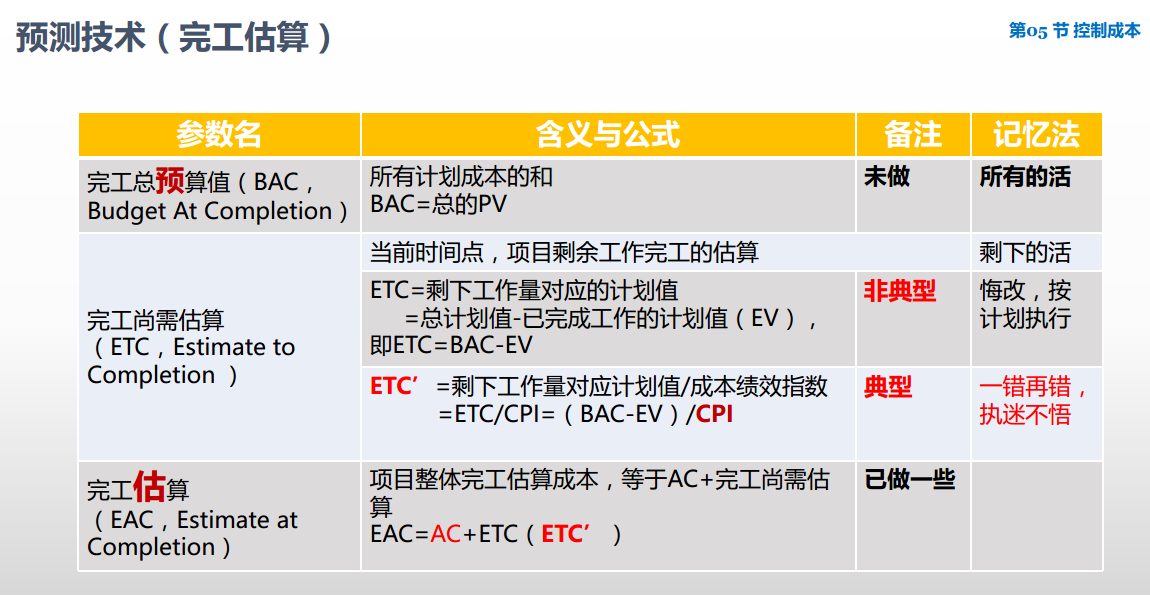 预测技术（完工估算）
第05 节 控制成本
参数名
含义与公式
备注
记忆法
完工总预算值（BAC，
Budget At Completion）
所有计划成本的和
BAC=总的PV
未做
所有的活
完工尚需估算
（ETC，Estimate to
Completion ）
当前时间点，项目剩余工作完工的估算
剩下的活
ETC=剩下工作量对应的计划值
=总计划值-已完成工作的计划值（EV），
即ETC=BAC-EV
非典型
悔改，按
计划执行
ETC’ =剩下工作量对应计划值/成本绩效指数
=ETC/CPI=（BAC-EV）/CPI
典型
一错再错，
执迷不悟
完工估算
（EAC，Estimate at
Completion）
项目整体完工估算成本，等于AC+完工尚需估
算
EAC=AC+ETC（ETC’ ）
已做一些